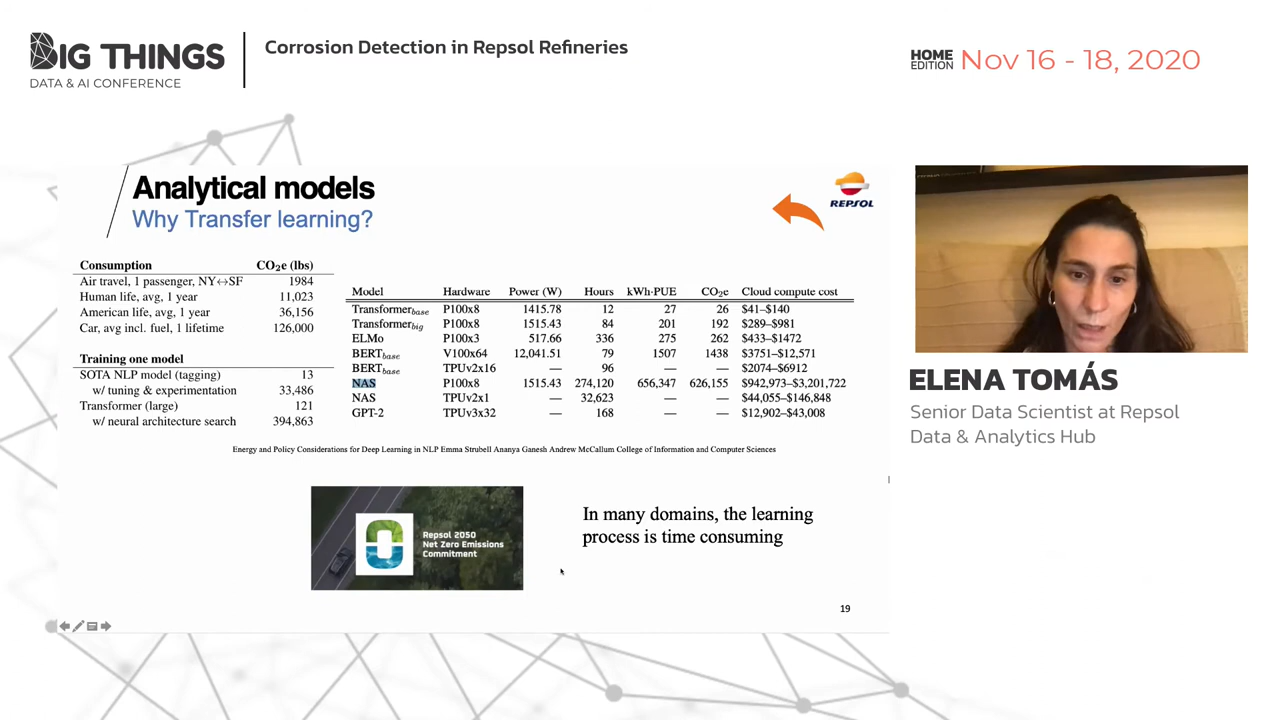 BIG THINGS
DATA & AI CONFERENCE
Corrosion Detection in Repsol Refineries
HOME EDITION Nov 16 - 18, 2020
Analytical models
Why Transfer learning?
REPSOL
Consumption CO2e (lbs)
Air travel, 1 passenger, NY↔SF 1984
Human life, avg, 1 year 11,023
American life, avg, 1 year 36,156
Car, avg incl. fuel, 1 lifetime 126,000
Training one model
SOTA NLP model (tagging) 13
w/ tuning & experimentation 33,486
Transformer (large) 121
w/ neural architecture search 394,863
Model Hardware Power (W) Hours kWh·PUE CO2e Cloud compute cost
Transformerbase P100x8 1415.78 12 27 26 $41–$140
Transformerbig P100x8 1515.43 84 201 192 $289–$981
ELMo P100x3 517.66 336 275 262 $433–$1472
BERTbase V100x64 12,041.51 79 1507 1438 $3751–$12,571
BERTbase TPUv2x16 — 96 — — $2074–$6912
NAS P100x8 1515.43 274,120 656,347 626,155 $942,973–$3,201,722
NAS TPUv2x1 — 32,623 — — $44,055–$146,848
GPT-2 TPUv3x32 — 168 — — $12,902–$43,008
Energy and Policy Considerations for Deep Learning in NLP Emma Strubell Ananya Ganesh Andrew McCallum College of Information and Computer Sciences
Repsol 2050
Net Zero Emissions
Commitment
In many domains, the learning
process is time consuming
19
ELENA TOMÁS
Senior Data Scientist at Repsol
Data & Analytics Hub